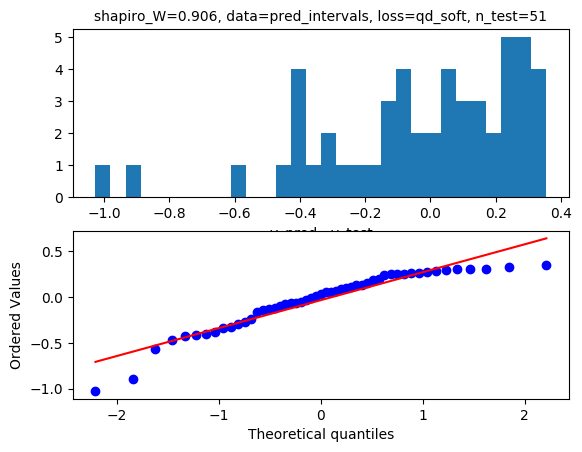 shapiro_W=0.906, data=pred_intervals, loss=qd_soft, n_test=51
5
4
3
2
1
0
−1.0 −0.8 −0.6 −0.4 −0.2 0.0 0.2 0.4
Ordered Values
0.5
0.0
−0.5
−1.0
−2 −1 0 1 2
Theoretical quantiles